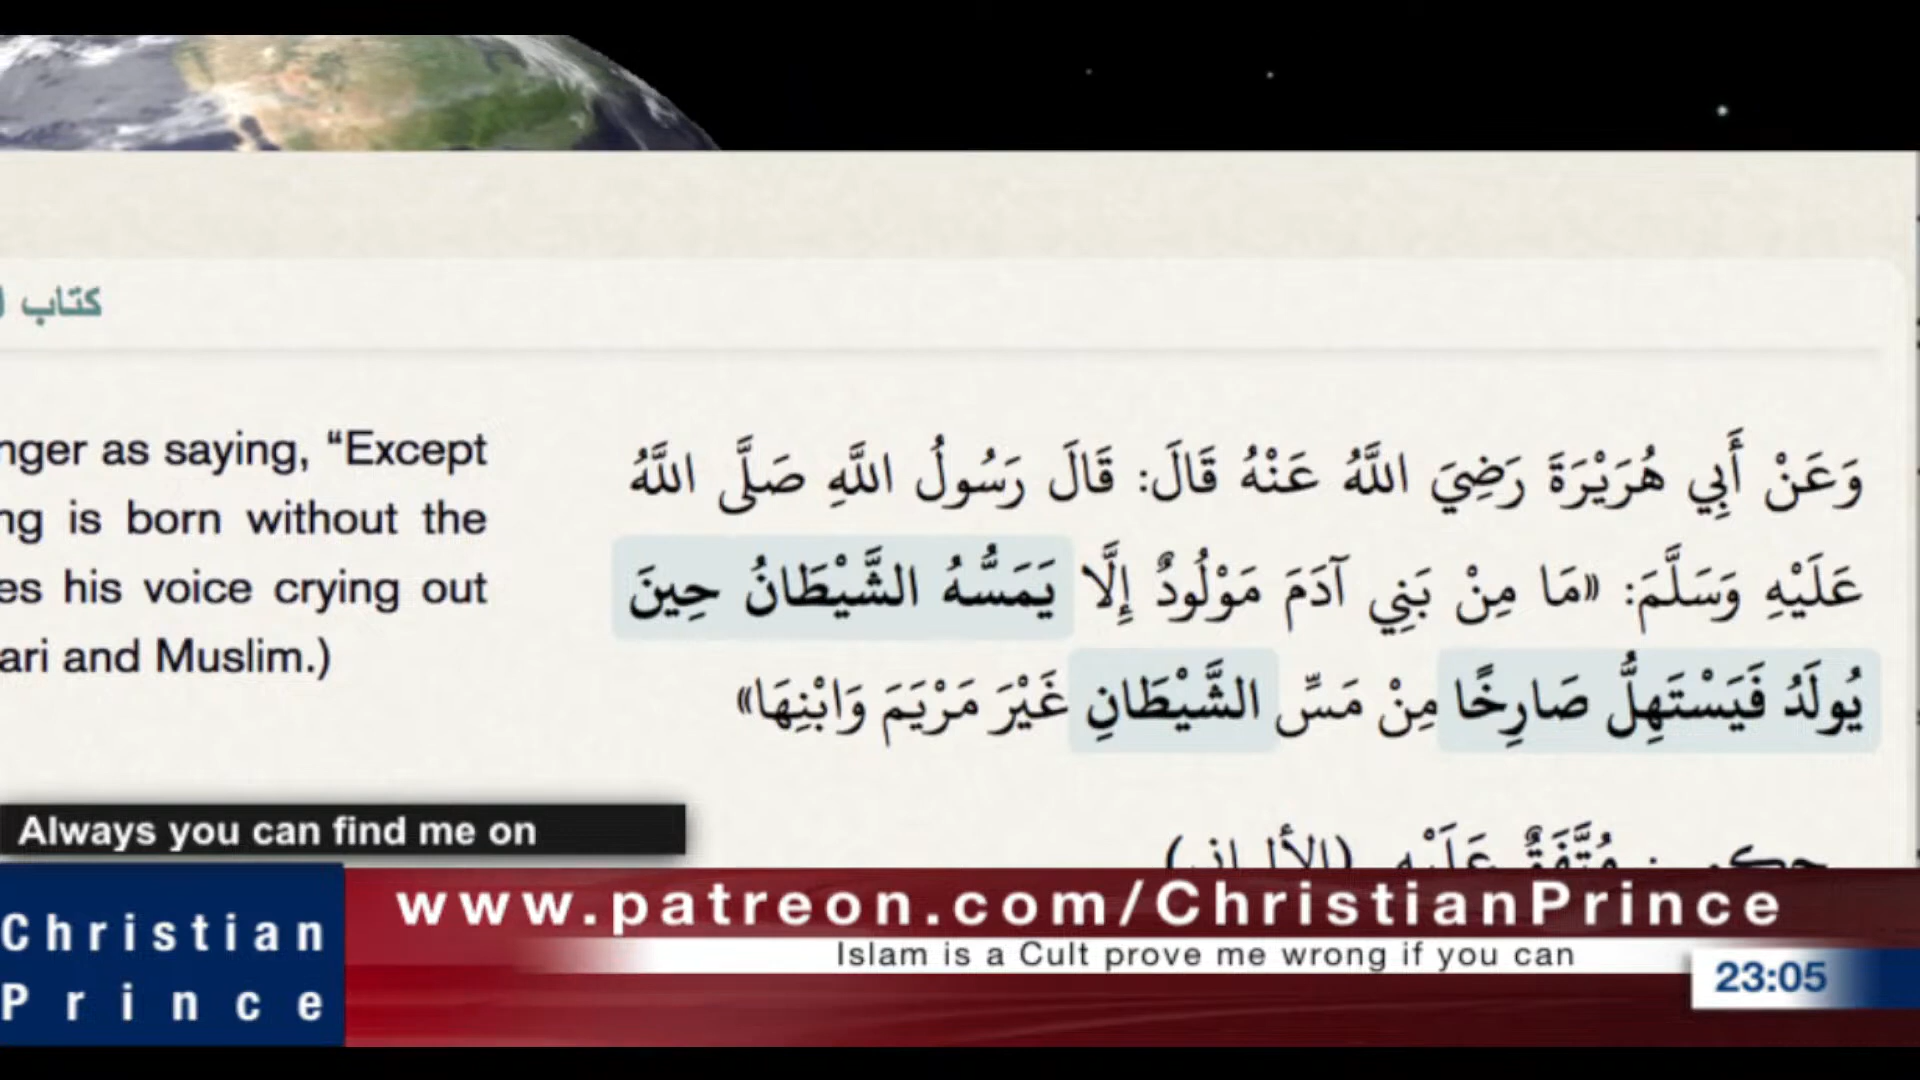 كتاب
nger as saying, “Except
ng is born without the
es his voice crying out
ari and Muslim.)
وَعَنْ أَبِي هُرَيْرَةَ رَضِيَ اللَّهُ عَنْهُ قَالَ: قَالَ رَسُولُ اللَّهِ صَلَّى اللَّهُ
عَلَيْهِ وَسَلَّمَ: «مَا مِنْ بَنِي آدَمَ مَوْلُودٌ إِلَّا يَمَسُّهُ الشَّيْطَانُ حِينَ
يُولَدُ فَيَسْتَهِلُّ صَارِخًا مِنْ مَسِّ الشَّيْطَانِ غَيْرَ مَرْيَمَ وَابْنِهَا»
مُتَّفَقٌ عَلَيْهِ (الألباني)
Always you can find me on
www.patreon.com/ChristianPrince
Islam is a Cult prove me wrong if you can
Christian
Prince
23:05